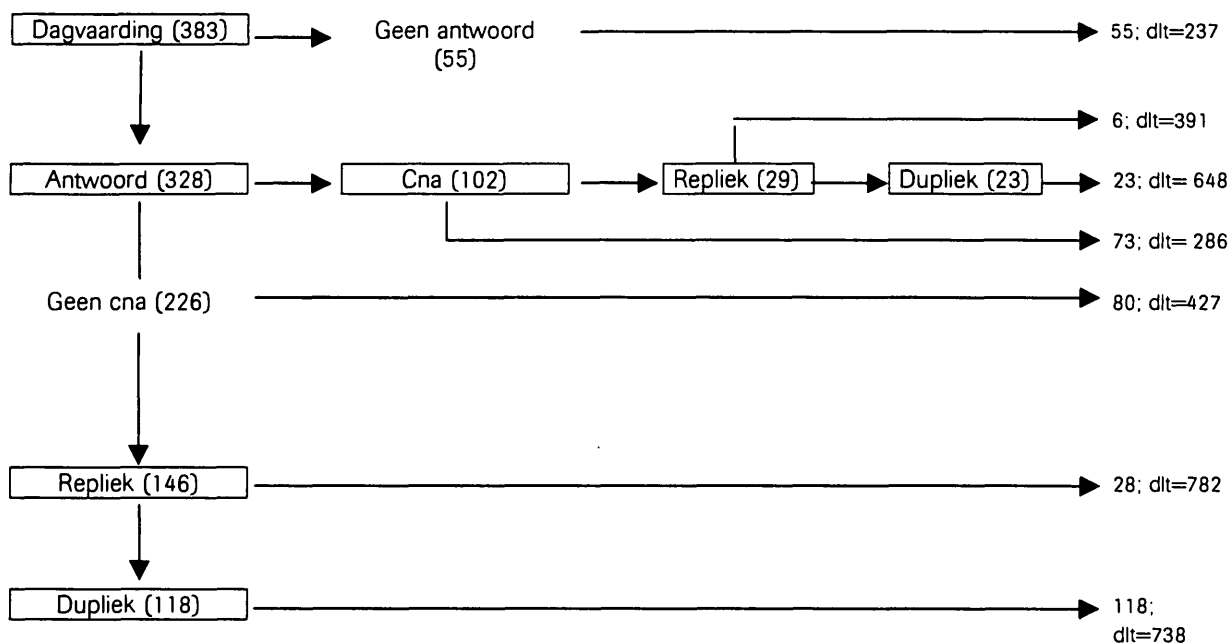 Dagvaarding (383)
Geen antwoord
(55)
55; dlt=237
6; dlt=391
Antwoord (328)
Cna (102)
Repliek (29)
Dupliek (23)
23; dlt= 648
73; dlt= 286
Geen cna (226)
80; dlt=427
Repliek (146)
28; dlt=782
Dupliek (118)
118;
dlt=738